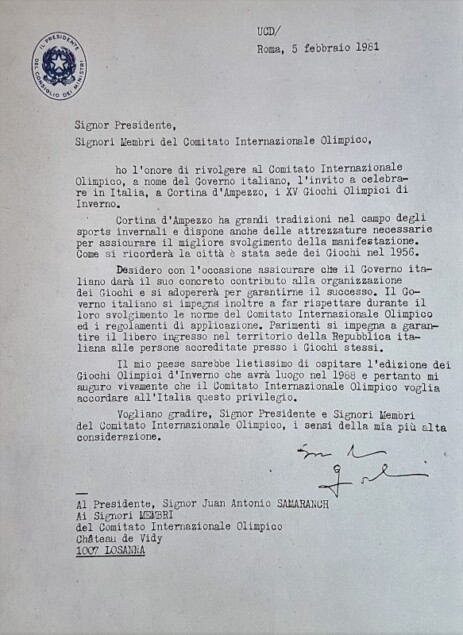 IL PRESIDENTE
DEL CONSIGLIO DEI MINISTRI
UCD/
Roma, 5 febbraio 1981
Signor Presidente,
Signori Membri del Comitato Internazionale Olimpico,
ho l'onore di rivolgere al Comitato Internazionale
Olimpico, a nome del Governo italiano, l'invito a celebra-
re in Italia, a Cortina d'Ampezzo, i XV Giochi Olimpici di
Inverno.
Cortina d'Ampezzo ha grandi tradizioni nel campo degli
sports invernali e dispone anche delle attrezzature necessarie
per assicurare il migliore svolgimento della manifestazione.
Come si ricorderà la città è stata sede dei Giochi nel 1956.
Desidero con l'occasione assicurare che il Governo ita-
liano darà il suo concreto contributo alla organizzazione
dei Giochi e si adopererà per garantirne il successo. Il Go-
verno italiano si impegna inoltre a far rispettare durante il
loro svolgimento le norme del Comitato Internazionale Olimpico
ed i regolamenti di applicazione. Parimenti si impegna a garan-
tire il libero ingresso nel territorio della Repubblica ita-
liana alle persone accreditate presso i Giochi stessi.
Il mio paese sarebbe lietissimo di ospitare l'edizione dei
Giochi Olimpici d'Inverno che avrà luogo nel 1988 e pertanto mi
auguro vivamente che il Comitato Internazionale Olimpico voglia
accordare all'Italia questo privilegio.
Vogliano gradire, Signor Presidente e Signori Membri
del Comitato Internazionale Olimpico, i sensi della mia più alta
considerazione.
Al Presidente, Signor Juan Antonio SAMARANCH
Ai Signori MEMBRI
del Comitato Internazionale Olimpico
Château de Vidy
1007 LOSANNA